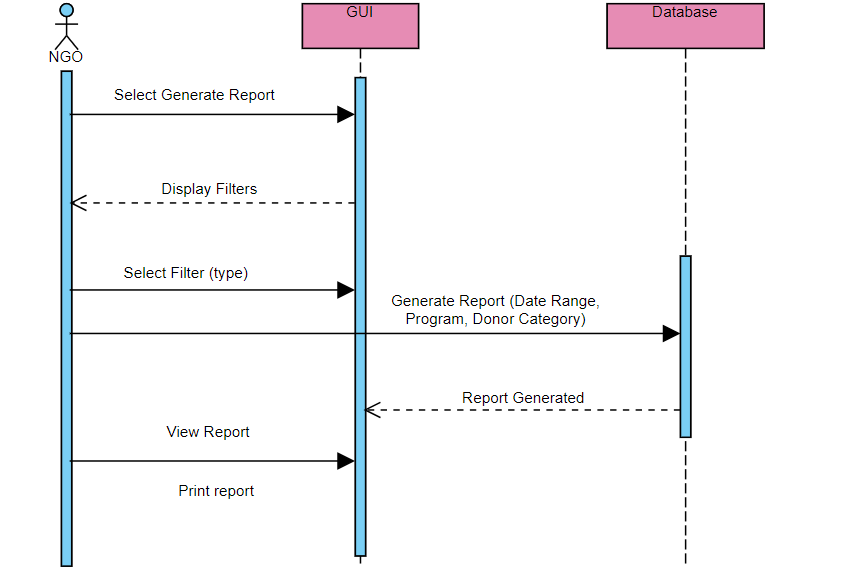 GUI
Database
NGO
Select Generate Report
Display Filters
Select Filter (type)
Generate Report (Date Range,
Program, Donor Category)
Report Generated
View Report
Print report